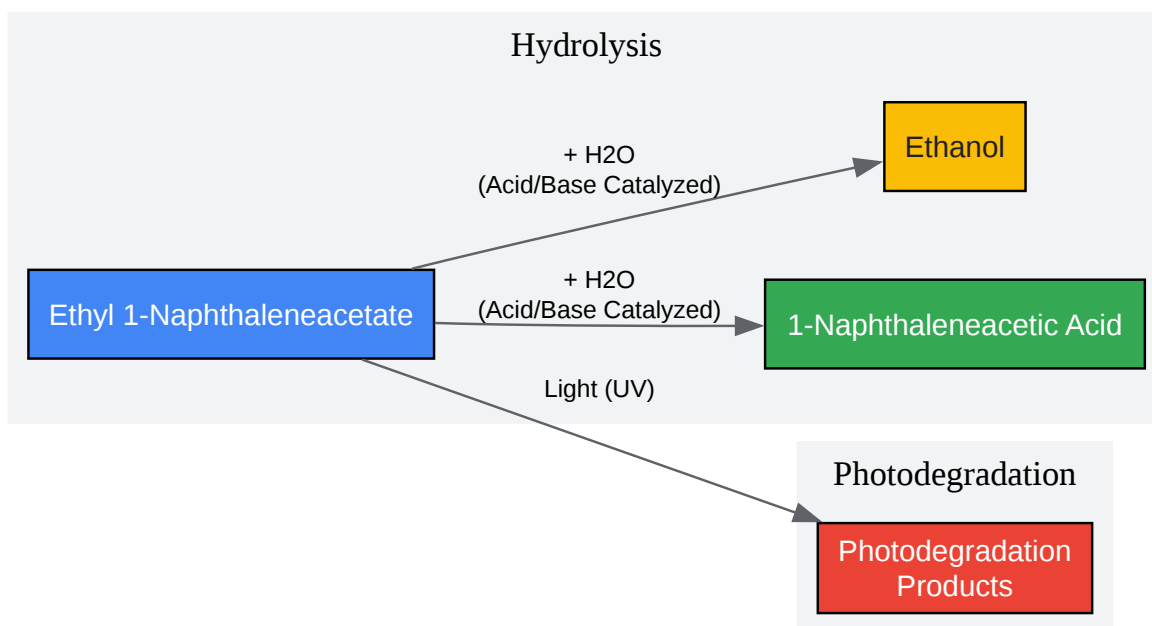 Hydrolysis
+ H2O
(Acid/Base Catalyzed)
Ethanol
Ethyl 1-Naphthaleneacetate
+ H2O
(Acid/Base Catalyzed)
1-Naphthaleneacetic Acid
Light (UV)
Photodegradation
Photodegradation
Products